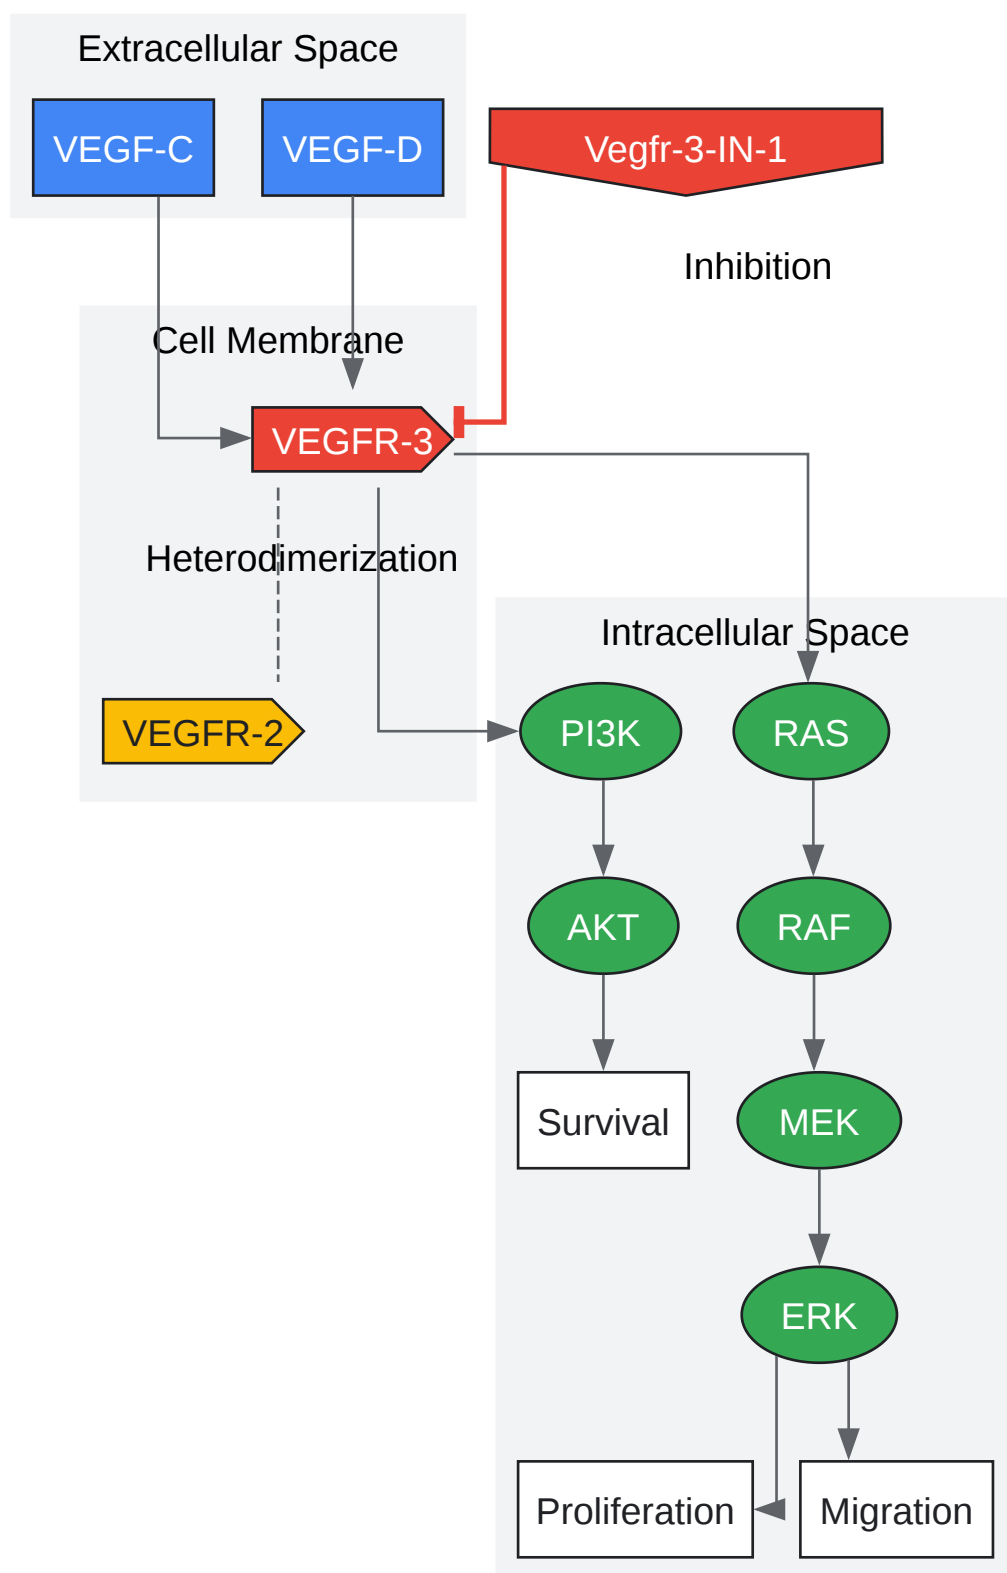 Extracellular Space
VEGF-C
VEGF-D
Vegfr-3-IN-1
Inhibition
Cell Membrane
VEGFR-3
Heterodimerization
Intracellular Space
VEGFR-2
PI3K
RAS
AKT
RAF
Survival
MEK
ERK
Proliferation
Migration